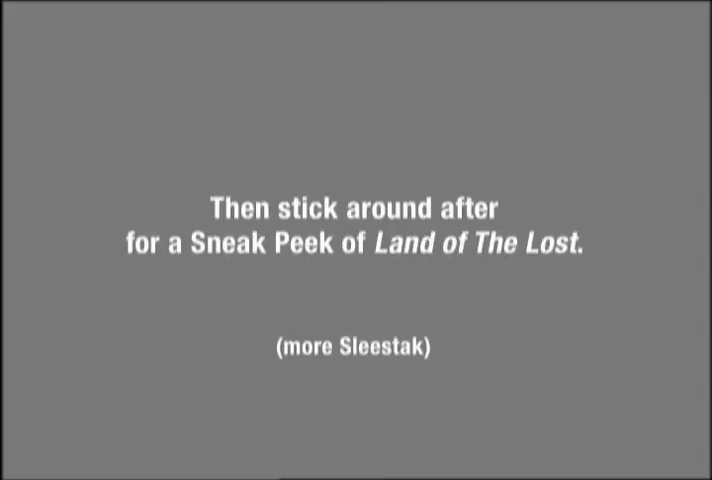 Then stick around after
for a Sneak Peek of Land of The Lost.
(more Sleestak)